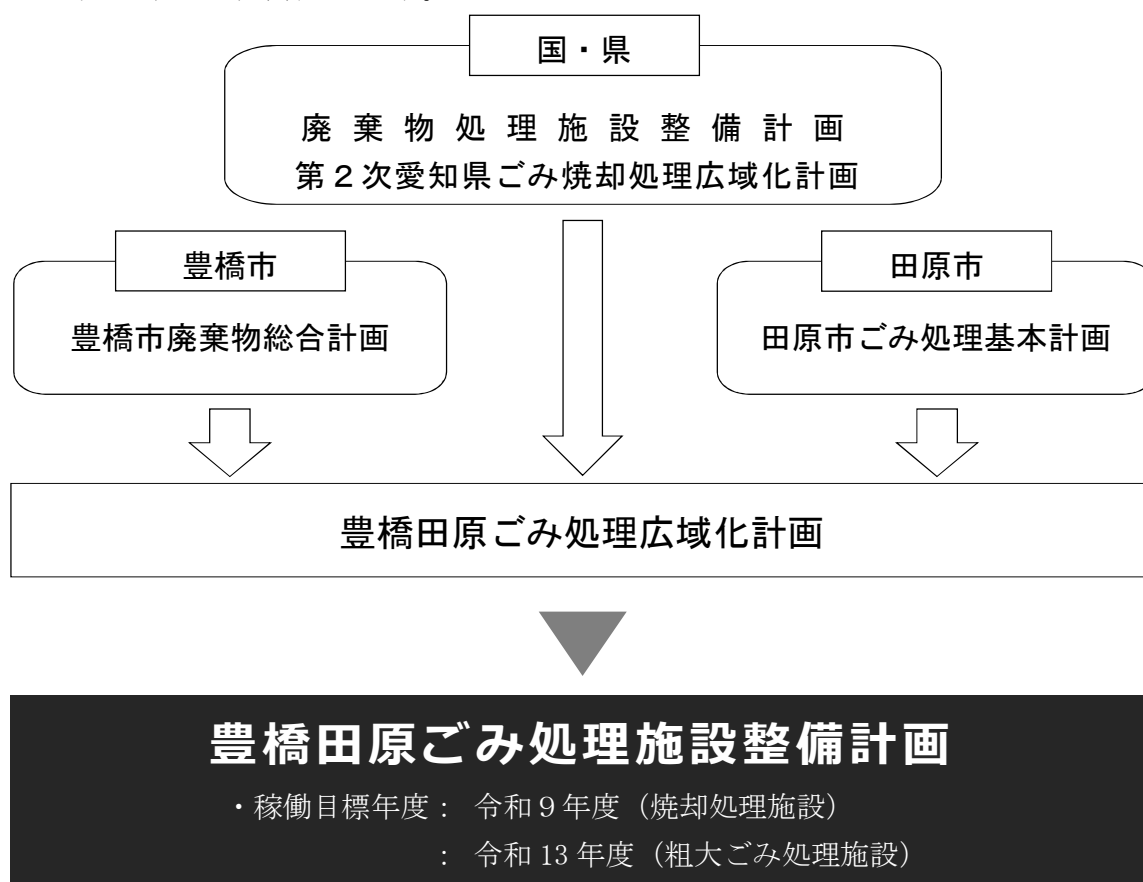 国・県
廃棄物処理施設整備計画
第２次愛知県ごみ焼却処理広域化計画
豊橋市
豊橋市廃棄物総合計画
田原市
田原市ごみ処理基本計画
豊橋田原ごみ処理広域化計画
豊橋田原ごみ処理施設整備計画
・稼働目標年度： 令和９年度（焼却処理施設）
： 令和 13 年度（粗大ごみ処理施設）